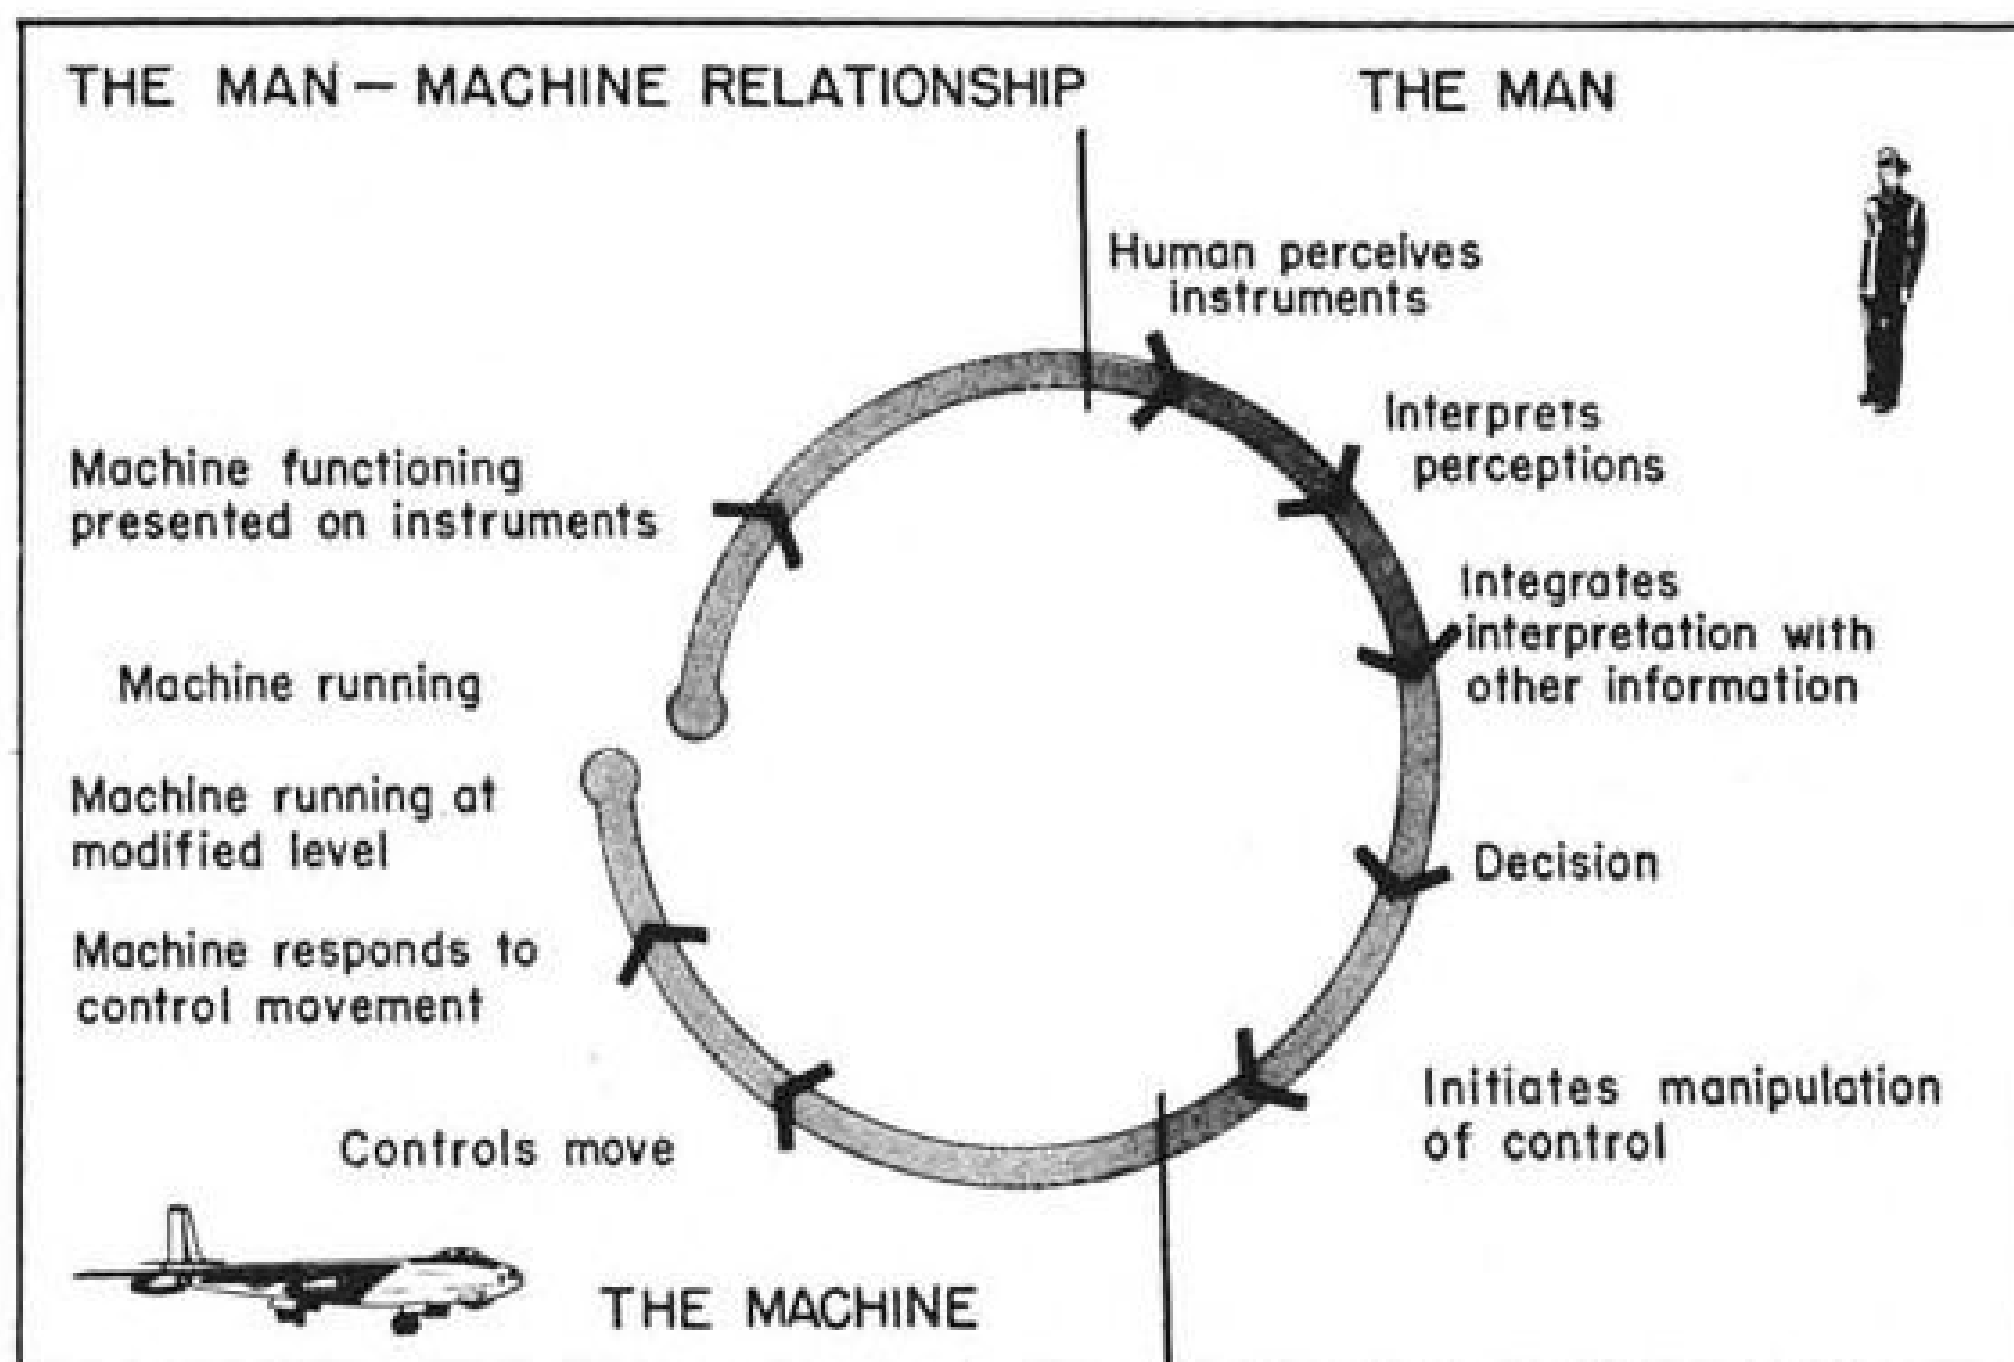 THE MAN – MACHINE RELATIONSHIP
THE MAN
Human perceives
instruments
Interprets
perceptions
Integrates
interpretation with
other information
Decision
Initiates manipulation
of control
Controls move
Machine responds to
control movement
Machine running at
modified level
Machine running
Machine functioning
presented on instruments
THE MACHINE